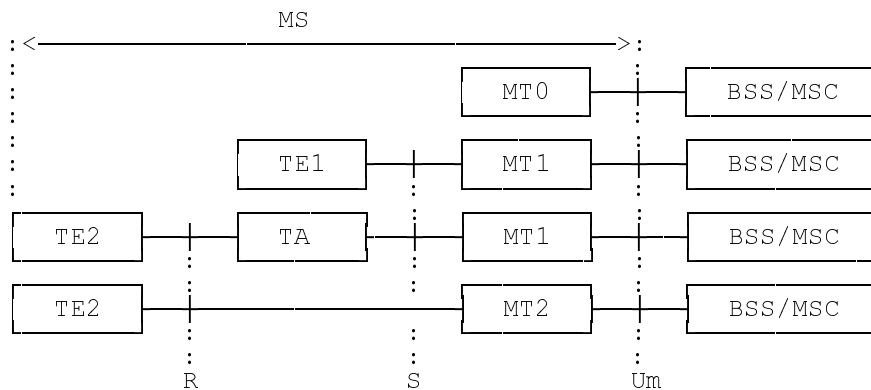 MS
MT0 BSS/MSC
TE1 MT1 BSS/MSC
TE2 TA MT1 BSS/MSC
TE2 MT2 BSS/MSC
R S Um